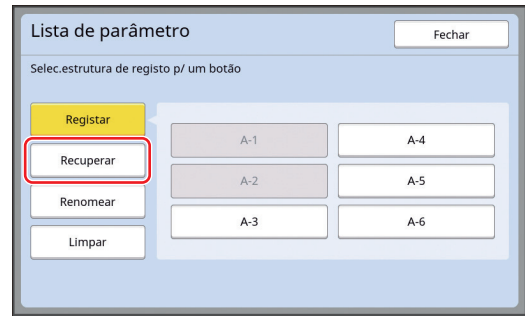 Lista de parâmetro
Fechar
Selec.estrutura de registo p/ um botão
Registar
Recuperar
Renomear
Limpar
A-1
A-4
A-2
A-5
A-3
A-6